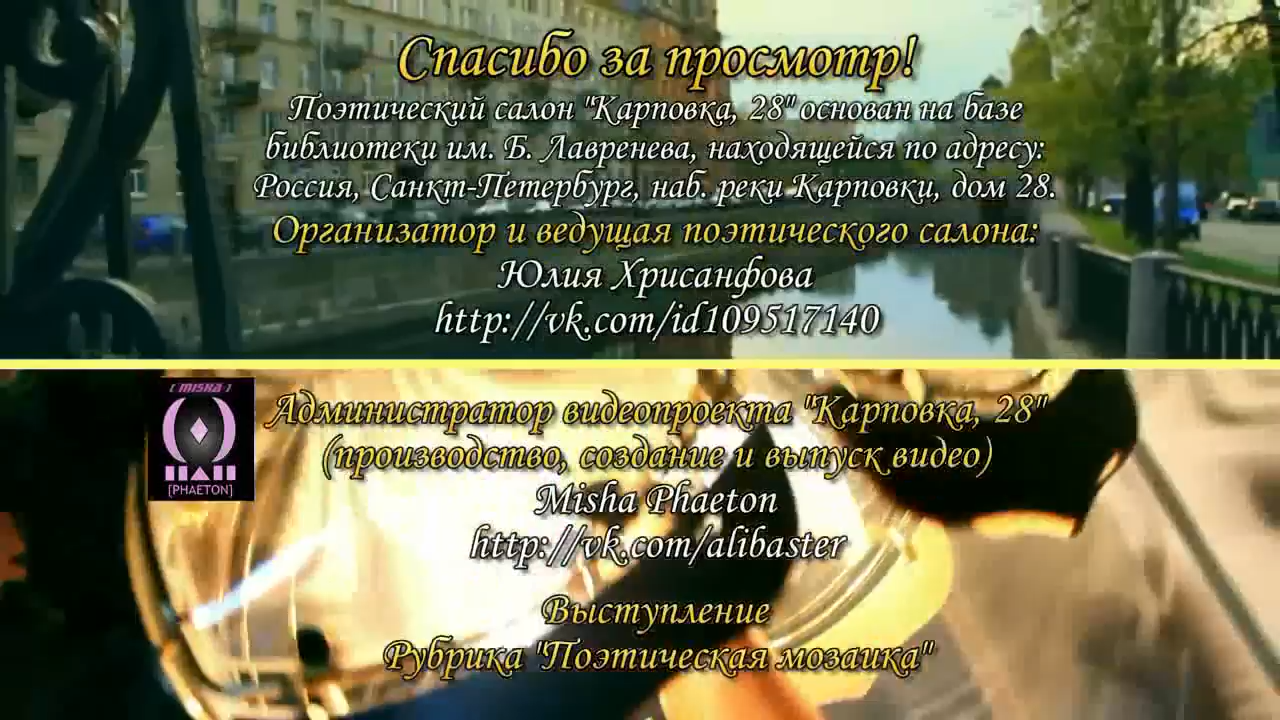 Спасибо за просмотр!
Поэтический салон "Карповка, 28" основан на базе
библиотеки им. Б. Лавренева, находящейся по адресу:
Россия, Санкт-Петербург, наб. реки Карповки, дом 28.
Организатор и ведущая поэтического салона:
Юлия Хрисанфова
http://vk.com/id109517140
[MISHA]
[PHAETON]
Администратор видеопроекта "Карповка, 28"
(производство, создание и выпуск видео)
Misha Phaeton
http://vk.com/alibaster
Выступление
Рубрика "Поэтическая мозаика"